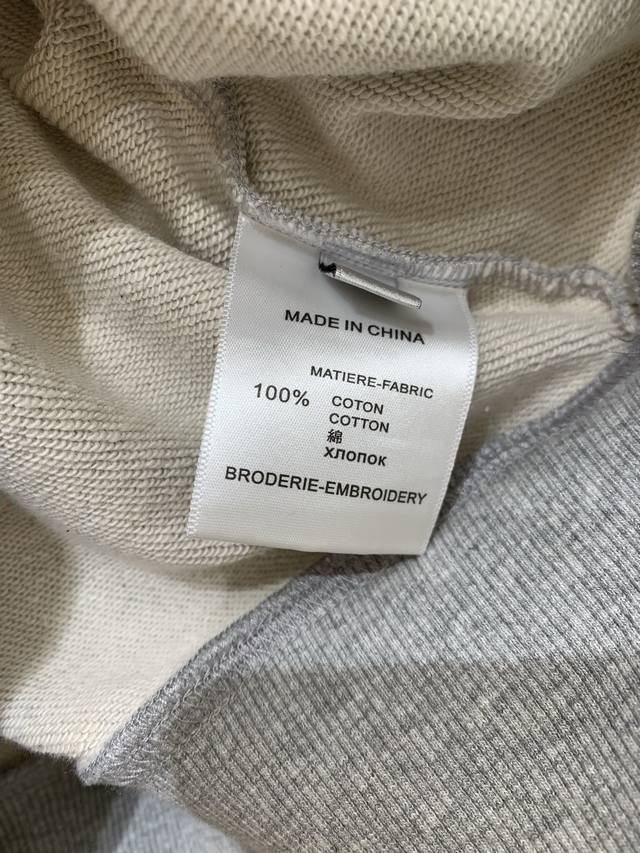 MADE IN CHINA
MATIERE-FABRIC
100% COTON
COTTON
綿
хлопок
BRODERIE-EMBROIDERY